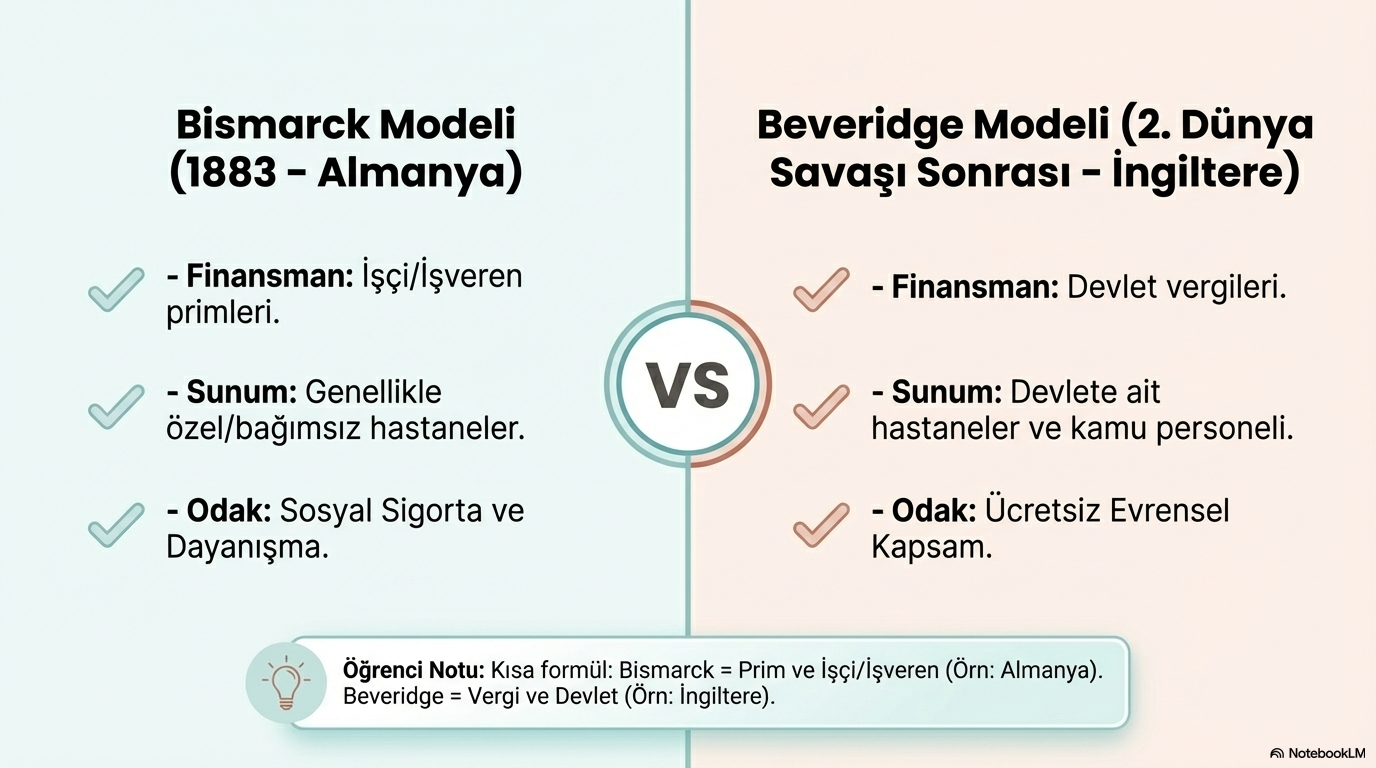 Bismarck Modeli
(1883 - Almanya)
- Finansman: İşçi/İşveren
primleri.
- Sunum: Genellikle
özel/bağımsız hastaneler.
- Odak: Sosyal Sigorta ve
Dayanışma.
VS
Beveridge Modeli (2. Dünya
Savaşı Sonrası - İngiltere)
- Finansman: Devlet vergileri.
- Sunum: Devlete ait
hastaneler ve kamu personeli.
- Odak: Ücretsiz Evrensel
Kapsam.
Öğrenci Notu: Kısa formül: Bismarck = Prim ve İşçi/İşveren (Örn: Almanya).
Beveridge = Vergi ve Devlet (Örn: İngiltere).
NotebookLM